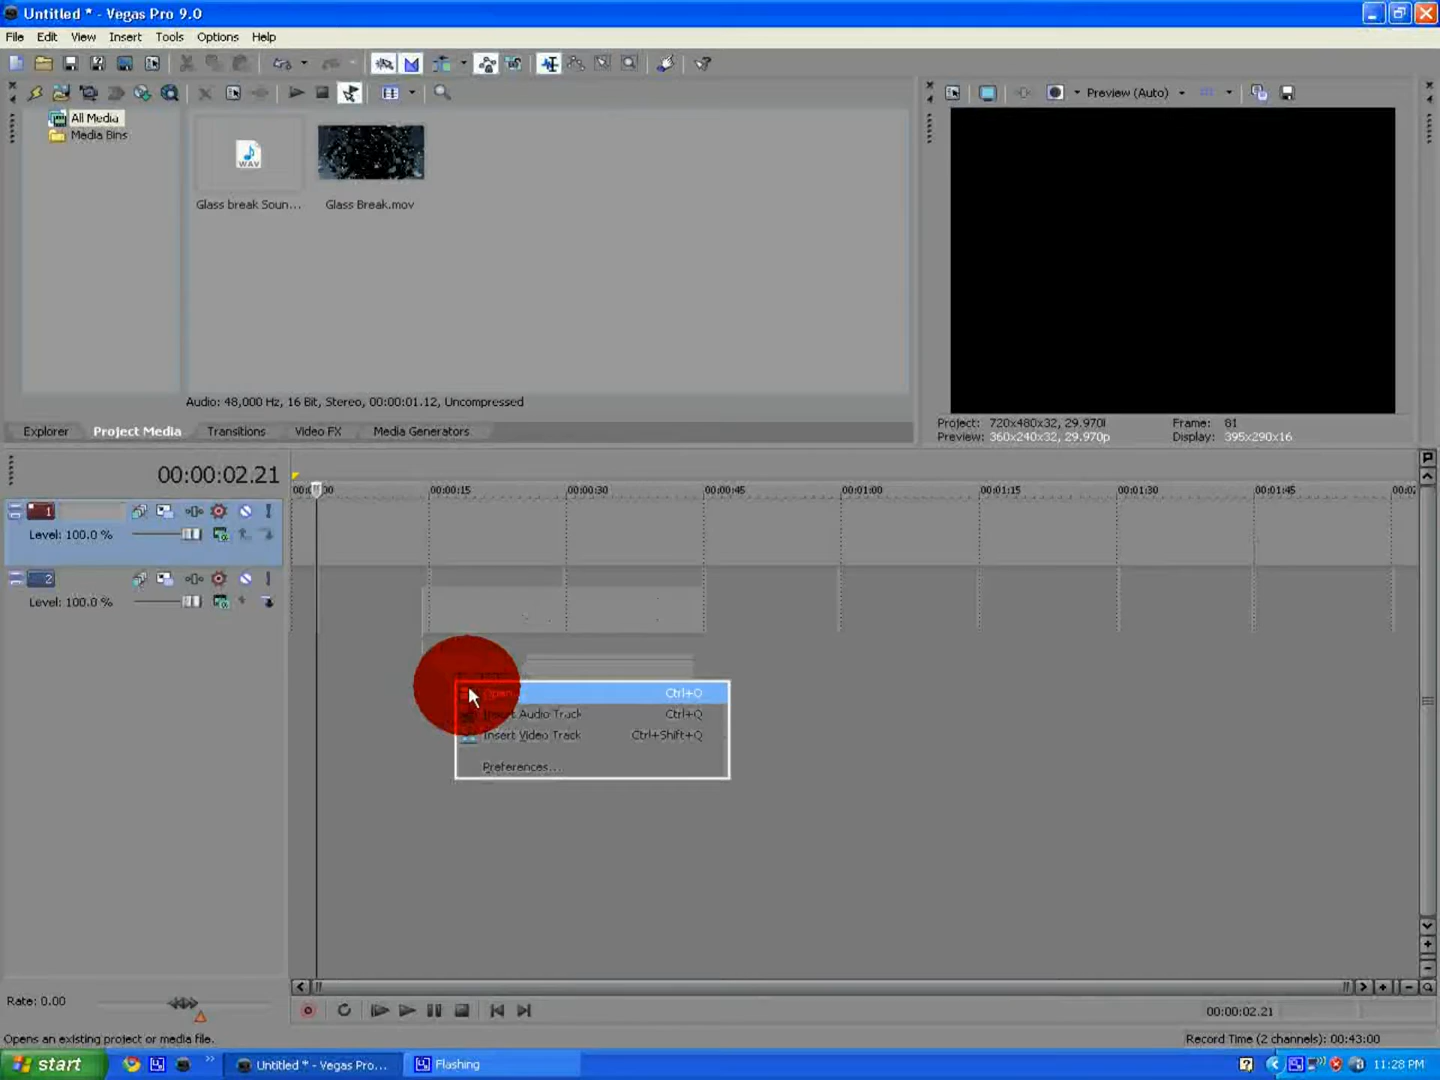 Untitled * - Vegas Pro 9.0
File Edit View Insert Tools Options Help
All Media
Media Bins
WAV
Glass break Soun...
Glass Break.mov
Audio: 48,000 Hz, 16 Bit, Stereo, 00:00:01.12, Uncompressed
Explorer Project Media Transitions Video FX Media Generators
Preview (Auto)
Project: 720x480x32, 29.970i Frame: 81
Preview: 360x240x32, 29.970p Display: 395x290x16
00:00:02.21
00:00:15 00:00:30 00:00:45 00:01:00 00:01:15 00:01:30 00:01:45
1
Level: 100.0 %
2
Level: 100.0 %
Open... Ctrl+O
Insert Audio Track Ctrl+Q
Insert Video Track Ctrl+Shift+Q
Preferences...
Rate: 0.00
00:00:02.21
Opens an existing project or media file.
Record Time (2 channels): 00:43:00
start
Untitled * - Vegas Pro...
Flashing
11:28 PM